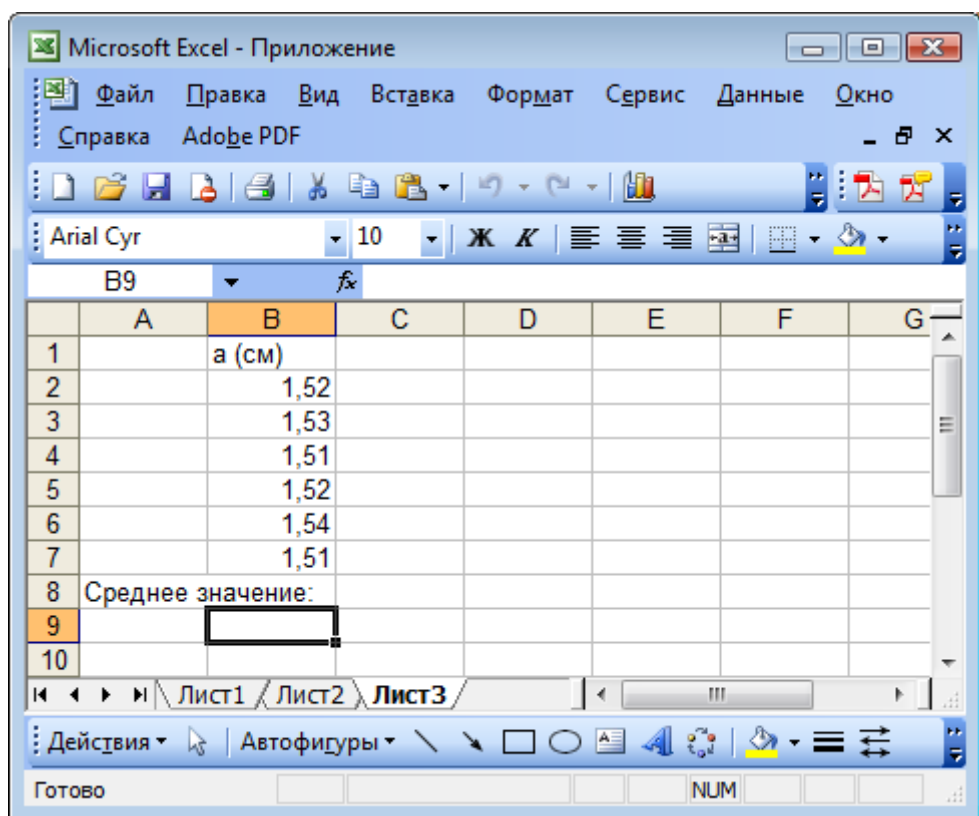 Microsoft Excel - Приложение
Файл Правка Вид Вставка Формат Сервис Данные Окно
Справка Adobe PDF
Arial Cyr 10 Ж К
B9 fx
A B C D E F G
1 а (см)
2 1,52
3 1,53
4 1,51
5 1,52
6 1,54
7 1,51
8 Среднее значение:
9
10
Лист1 Лист2 Лист3
Действия Автофигуры
Готово NUM